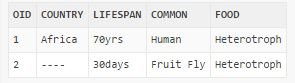 OID COUNTRY LIFESPAN COMMON FOOD
1 Africa 70yrs Human Heterotroph
2 ---- 30days Fruit Fly Heterotroph